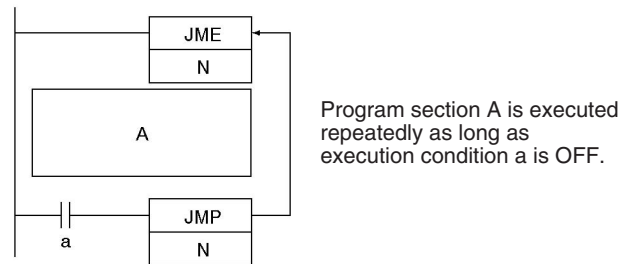 JME
N
A
Program section A is executed
repeatedly as long as
execution condition a is OFF.
JMP
N
a